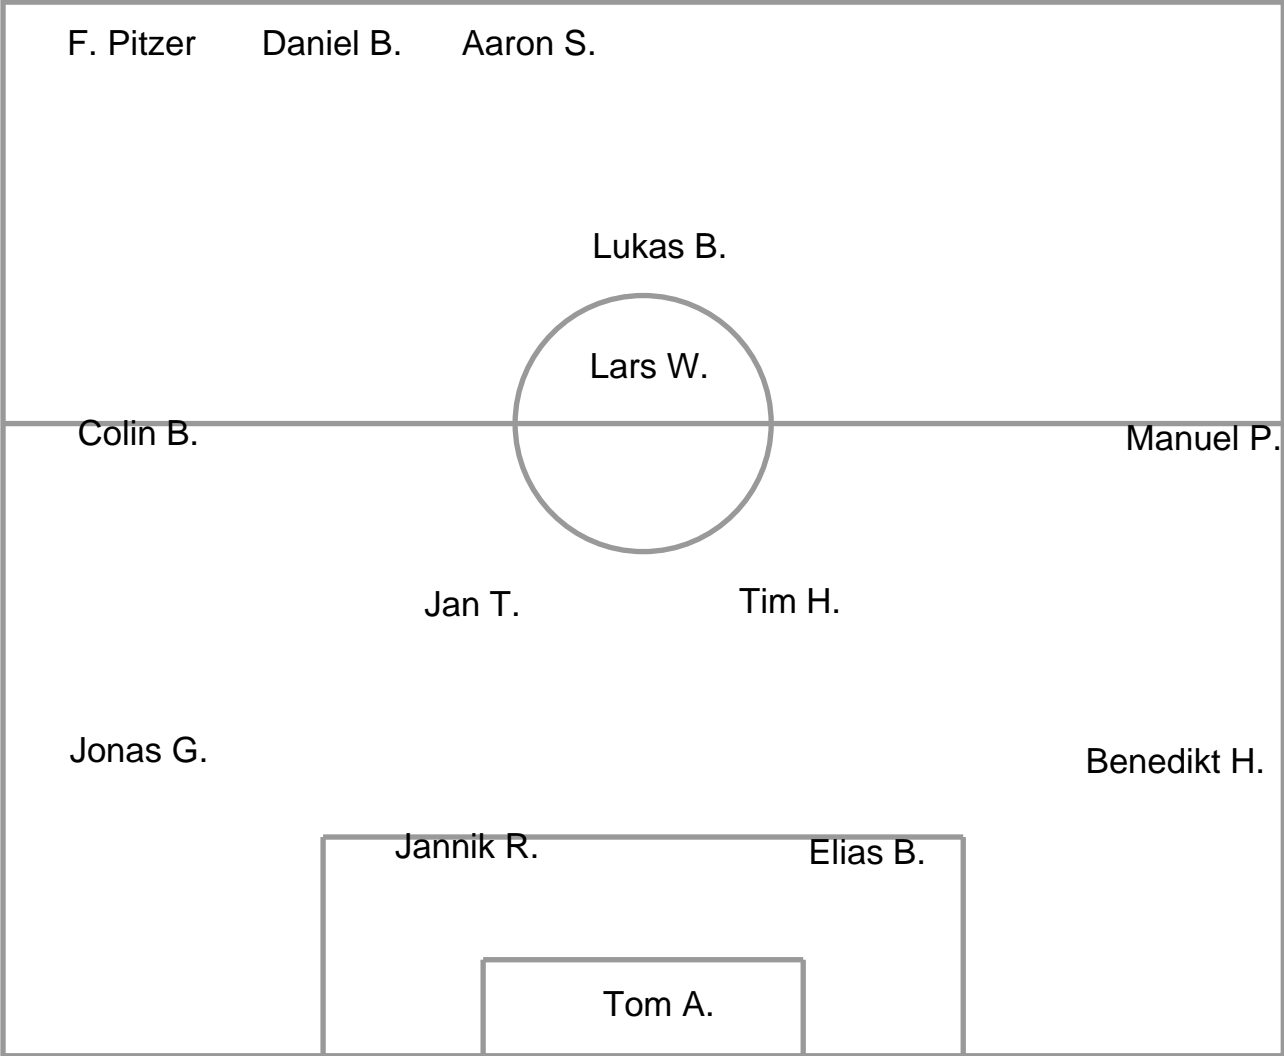 F. Pitzer Daniel B. Aaron S.
Lukas B.
Lars W.
Colin B. Manuel P.
Jan T. Tim H.
Jonas G. Benedikt H.
Jannik R. Elias B.
Tom A.